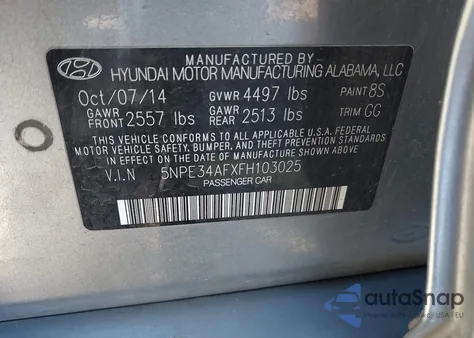 MANUFACTURED BY
HYUNDAI MOTOR MANUFACTURING ALABAMA, LLC
Oct/07/14 GVWR 4497 lbs PAINT 8S
GAWR FRONT 2557 lbs GAWR REAR 2513 lbs TRIM GG
THIS VEHICLE CONFORMS TO ALL APPLICABLE U.S.A. FEDERAL
MOTOR VEHICLE SAFETY, BUMPER, AND THEFT PREVENTION
STANDARDS IN EFFECT ON THE DATE OF MANUFACTURE SHOWN ABOVE.
V.I.N 5NPE34AFXFH103025
PASSENGER CAR
autoSnap
EU